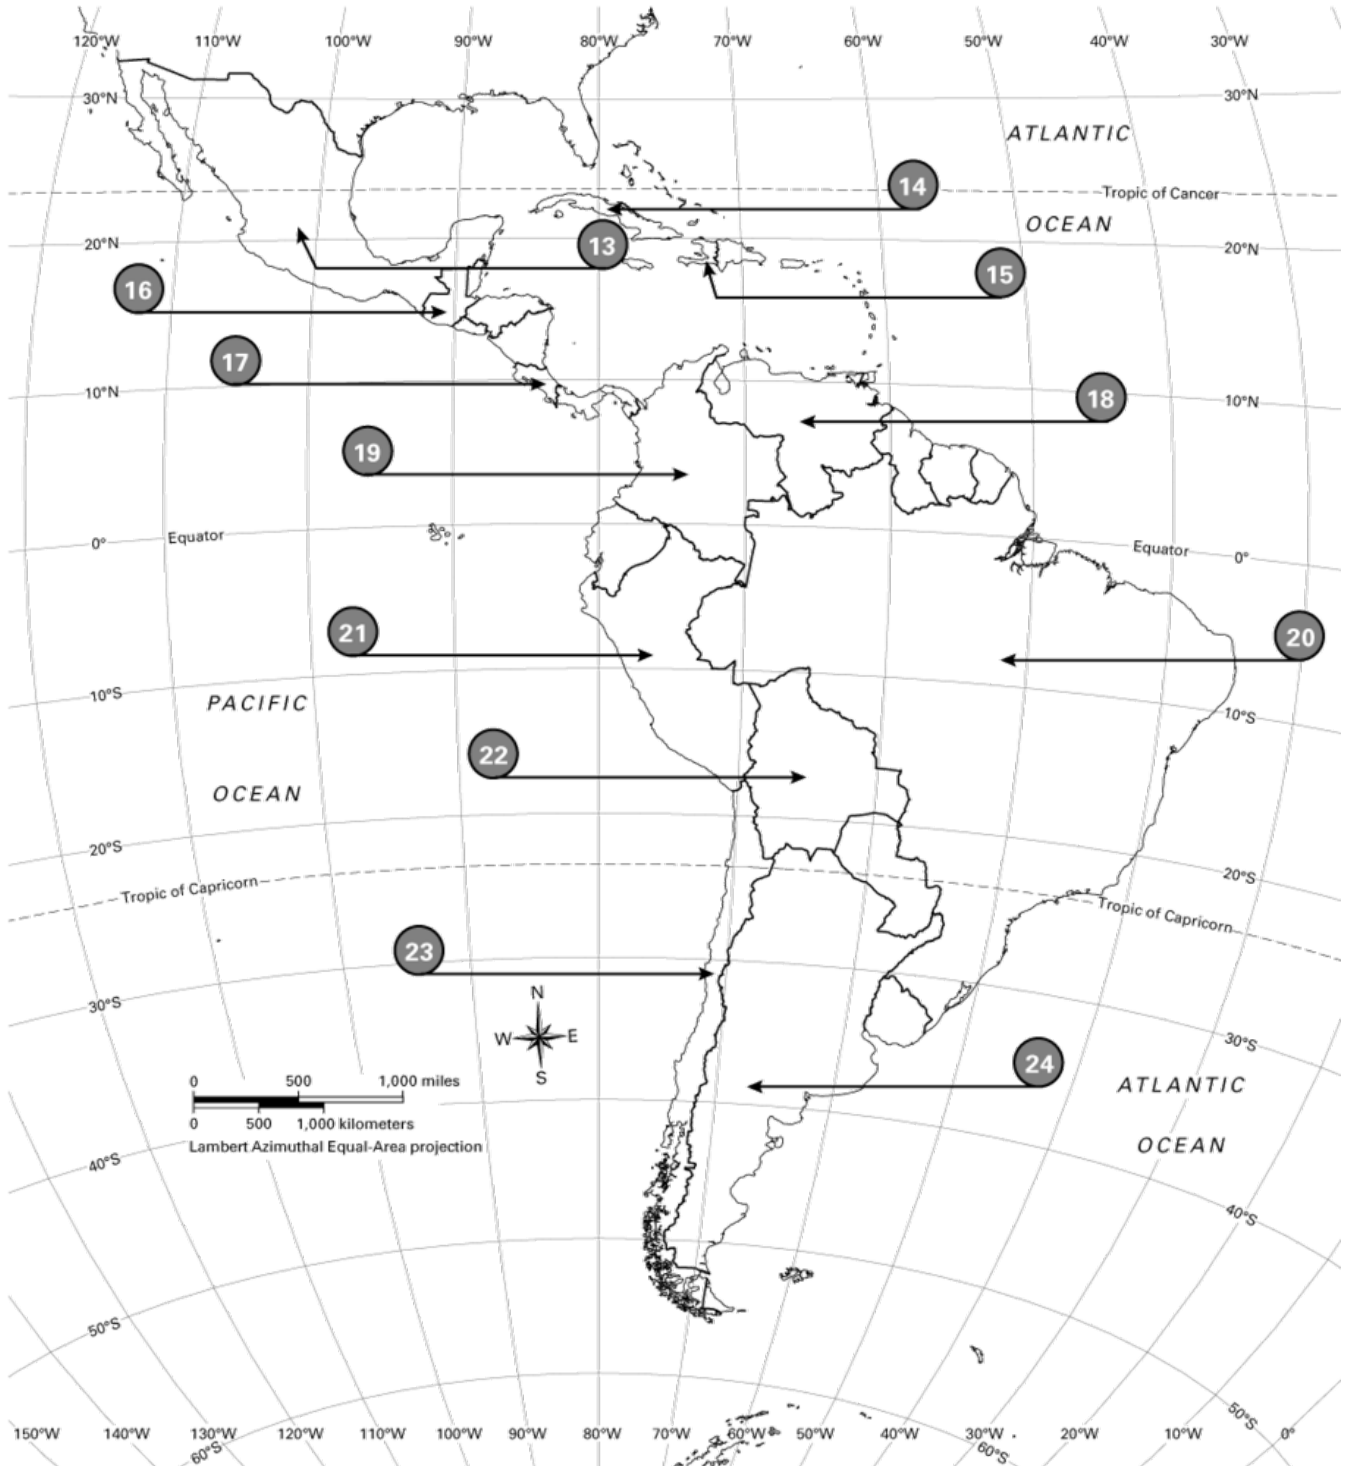 120°W 110°W 100°W 90°W 80°W 70°W 60°W 50°W 40°W 30°W
30°N 30°N
ATLANTIC
14
Tropic of Cancer
OCEAN
20°N 13 20°N
15
16
17
10°N 18 10°N
19
Equator Equator
0° 0°
21 20
10°S PACIFIC 10°S
22
OCEAN
20°S 20°S
Tropic of Capricorn Tropic of Capricorn
23
N
30°S W E 30°S
S
24
0 500 1,000 miles ATLANTIC
0 500 1,000 kilometers
Lambert Azimuthal Equal-Area projection OCEAN
40°S 40°S
50°S 50°S
150°W 140°W 130°W 120°W 110°W 100°W 90°W 80°W 70°W 60°W 50°W 40°W 30°W 20°W 10°W 0°
60°S 60°S